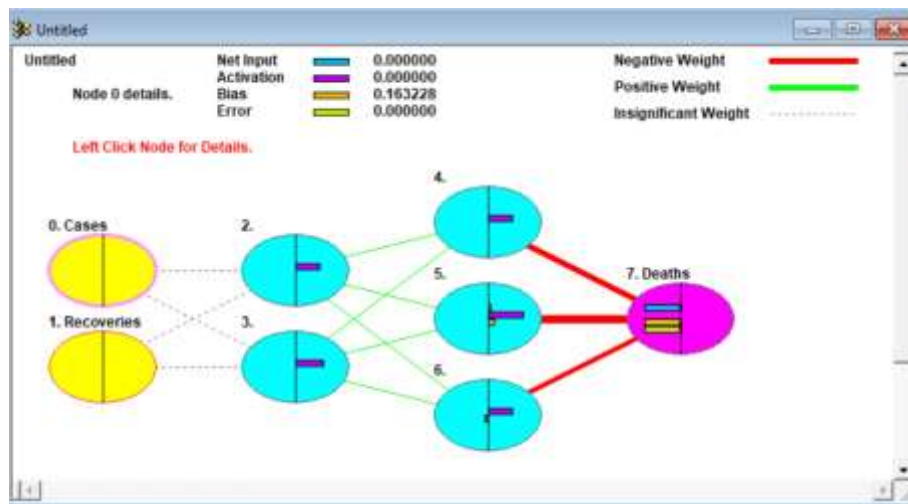 Untitled
Untitled
Net Input 0.000000
Negative Weight
Activation 0.000000
Node 0 details.
Bias 0.163228
Positive Weight
Error 0.000000
Insignificant Weight
Left Click Node for Details.
4.
0. Cases
2.
5.
7. Deaths
1. Recoveries
3.
6.